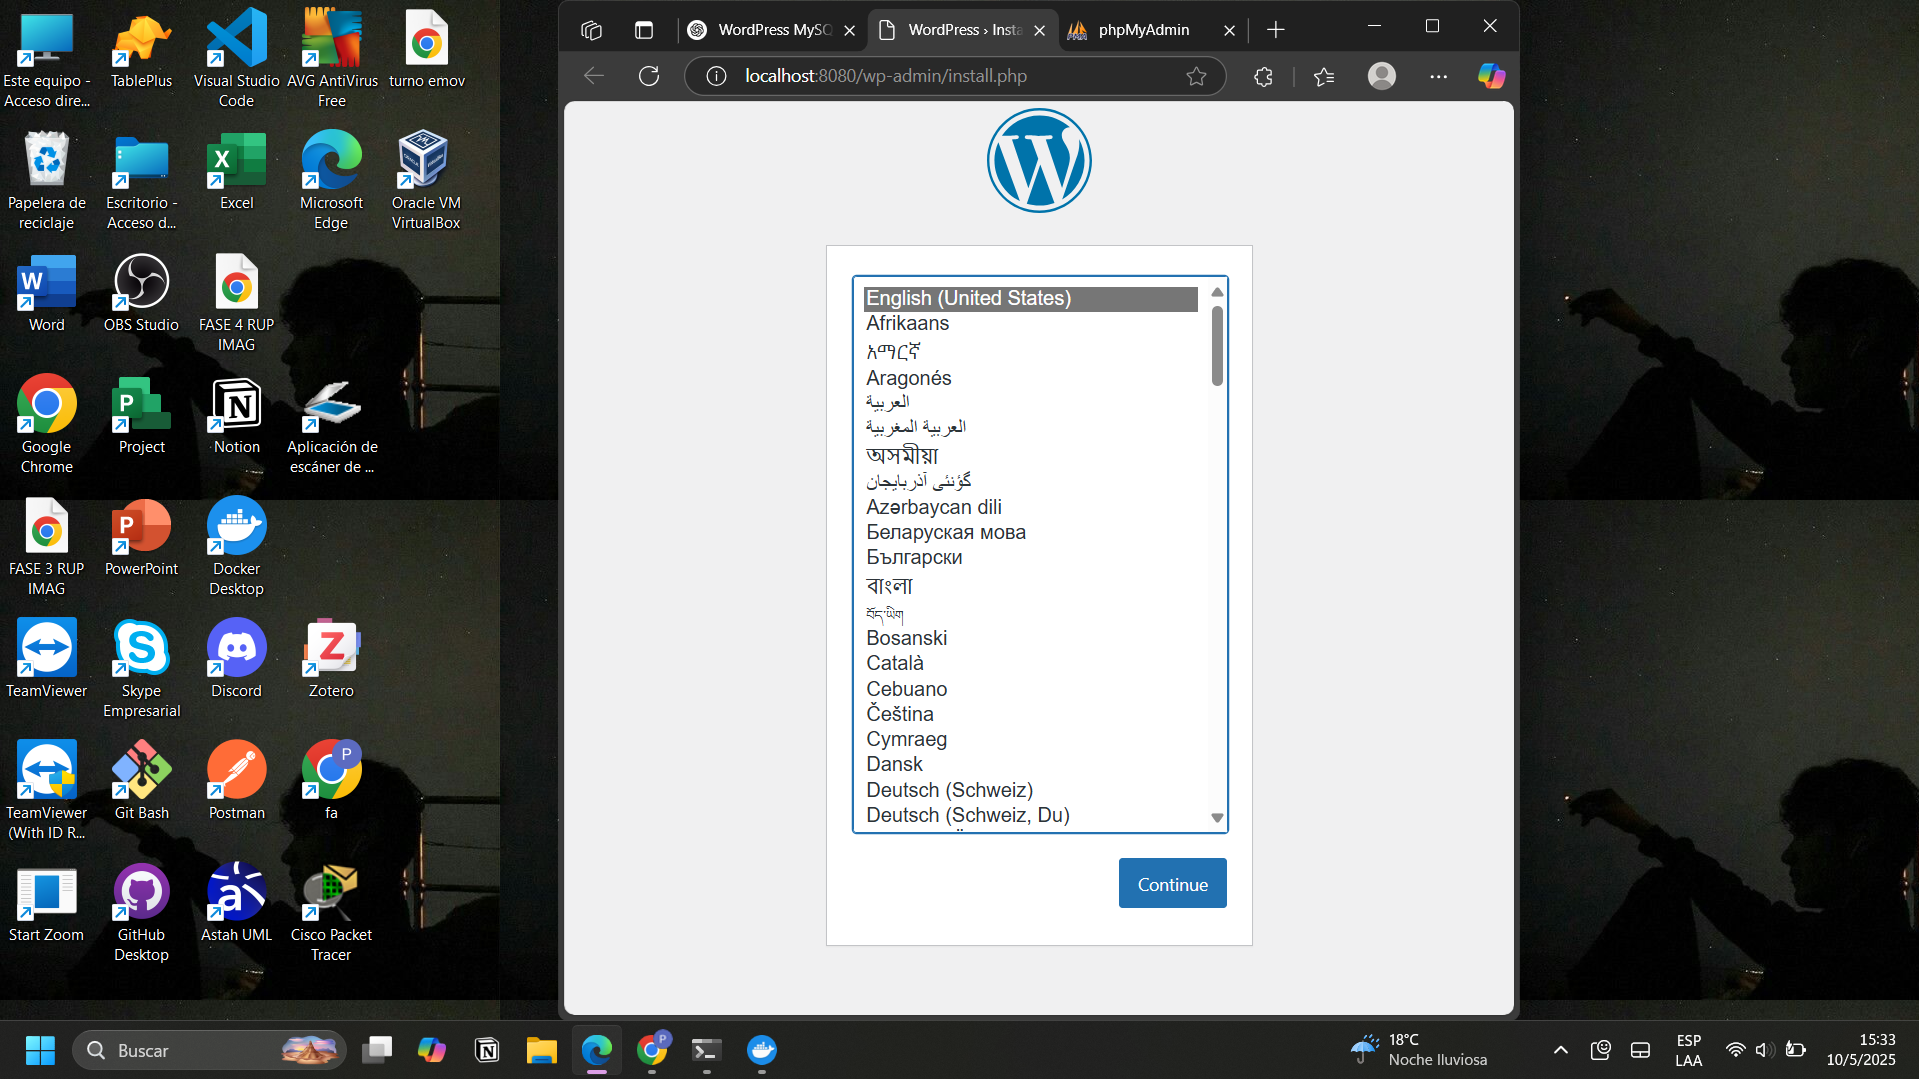 Este equipo -
Acceso dire...
TablePlus
Visual Studio
Code
AVG AntiVirus
Free
turno emov
Papelera de
reciclaje
Escritorio -
Acceso d...
Excel
Microsoft
Edge
Oracle VM
VirtualBox
Word
OBS Studio
FASE 4 RUP
IMAG
Google
Chrome
Project
Notion
Aplicación de
escáner de ...
FASE 3 RUP
IMAG
PowerPoint
Docker
Desktop
TeamViewer
Skype
Empresarial
Discord
Zotero
TeamViewer
(With ID R...
Git Bash
Postman
fa
Start Zoom
GitHub
Desktop
Astah UML
Cisco Packet
Tracer
WordPress MySQ
WordPress › Insta
phpMyAdmin
localhost:8080/wp-admin/install.php
English (United States)
Afrikaans
አማርኛ
Aragonés
العربية
العربية المغربية
অসমীয়া
گؤنئی آذربایجان
Azərbaycan dili
Беларуская мова
Български
বাংলা
བོད་ཡིག
Bosanski
Català
Cebuano
Čeština
Cymraeg
Dansk
Deutsch (Schweiz)
Deutsch (Schweiz, Du)
Continue
Buscar
18°C
Noche lluviosa
ESP
LAA
15:33
10/5/2025